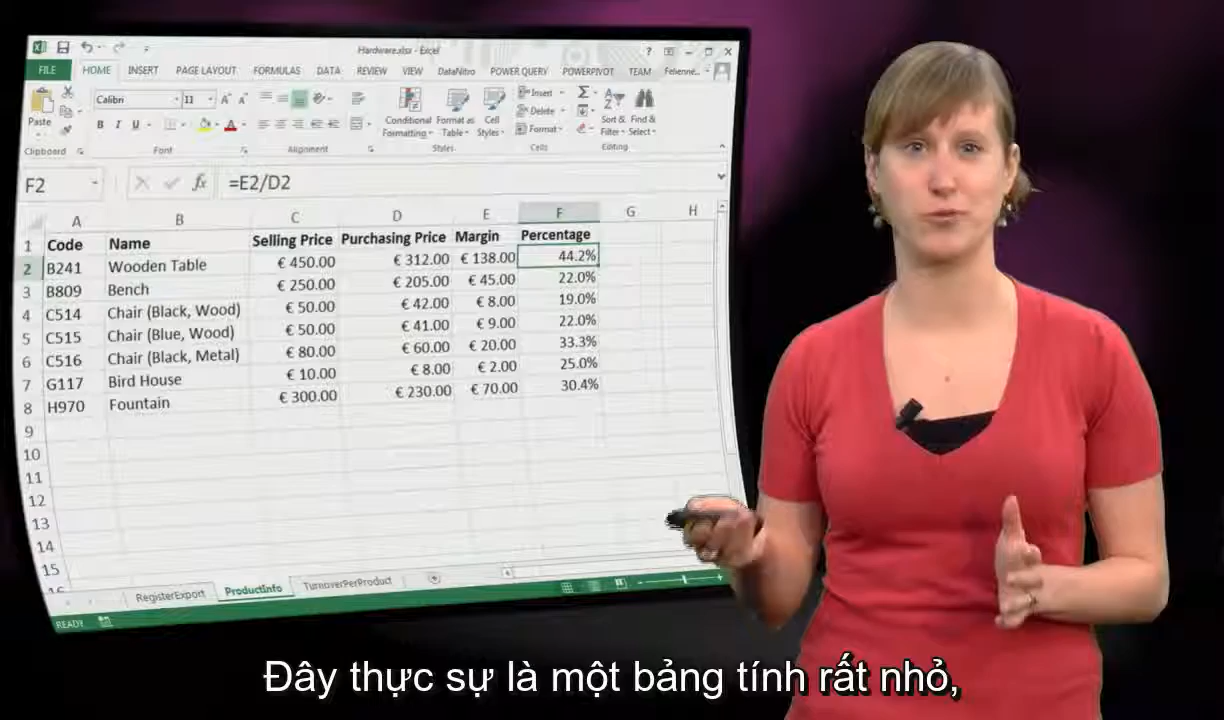 Hardware.xlsx - Excel
FILE HOME INSERT PAGE LAYOUT FORMULAS DATA REVIEW VIEW DataNitro POWER QUERY POWERPIVOT TEAM Felienne...
Calibri 11
Insert
Delete
Format
Paste
B I U
Conditional Formatting
Format as Table
Cell Styles
Sort & Filter
Find & Select
Clipboard Font Alignment Styles Cells Editing
F2 fx =E2/D2
A B C D E F G H
1 Code Name Selling Price Purchasing Price Margin Percentage
2 B241 Wooden Table € 450.00 € 312.00 € 138.00 44.2%
3 B809 Bench € 250.00 € 205.00 € 45.00 22.0%
4 C514 Chair (Black, Wood) € 50.00 € 42.00 € 8.00 19.0%
5 C515 Chair (Blue, Wood) € 50.00 € 41.00 € 9.00 22.0%
6 C516 Chair (Black, Metal) € 80.00 € 60.00 € 20.00 33.3%
7 G117 Bird House € 10.00 € 8.00 € 2.00 25.0%
8 H970 Fountain € 300.00 € 230.00 € 70.00 30.4%
9
10
11
12
13
14
15
RegisterExport ProductInfo TurnoverPerProduct
READY
Đây thực sự là một bảng tính rất nhỏ,